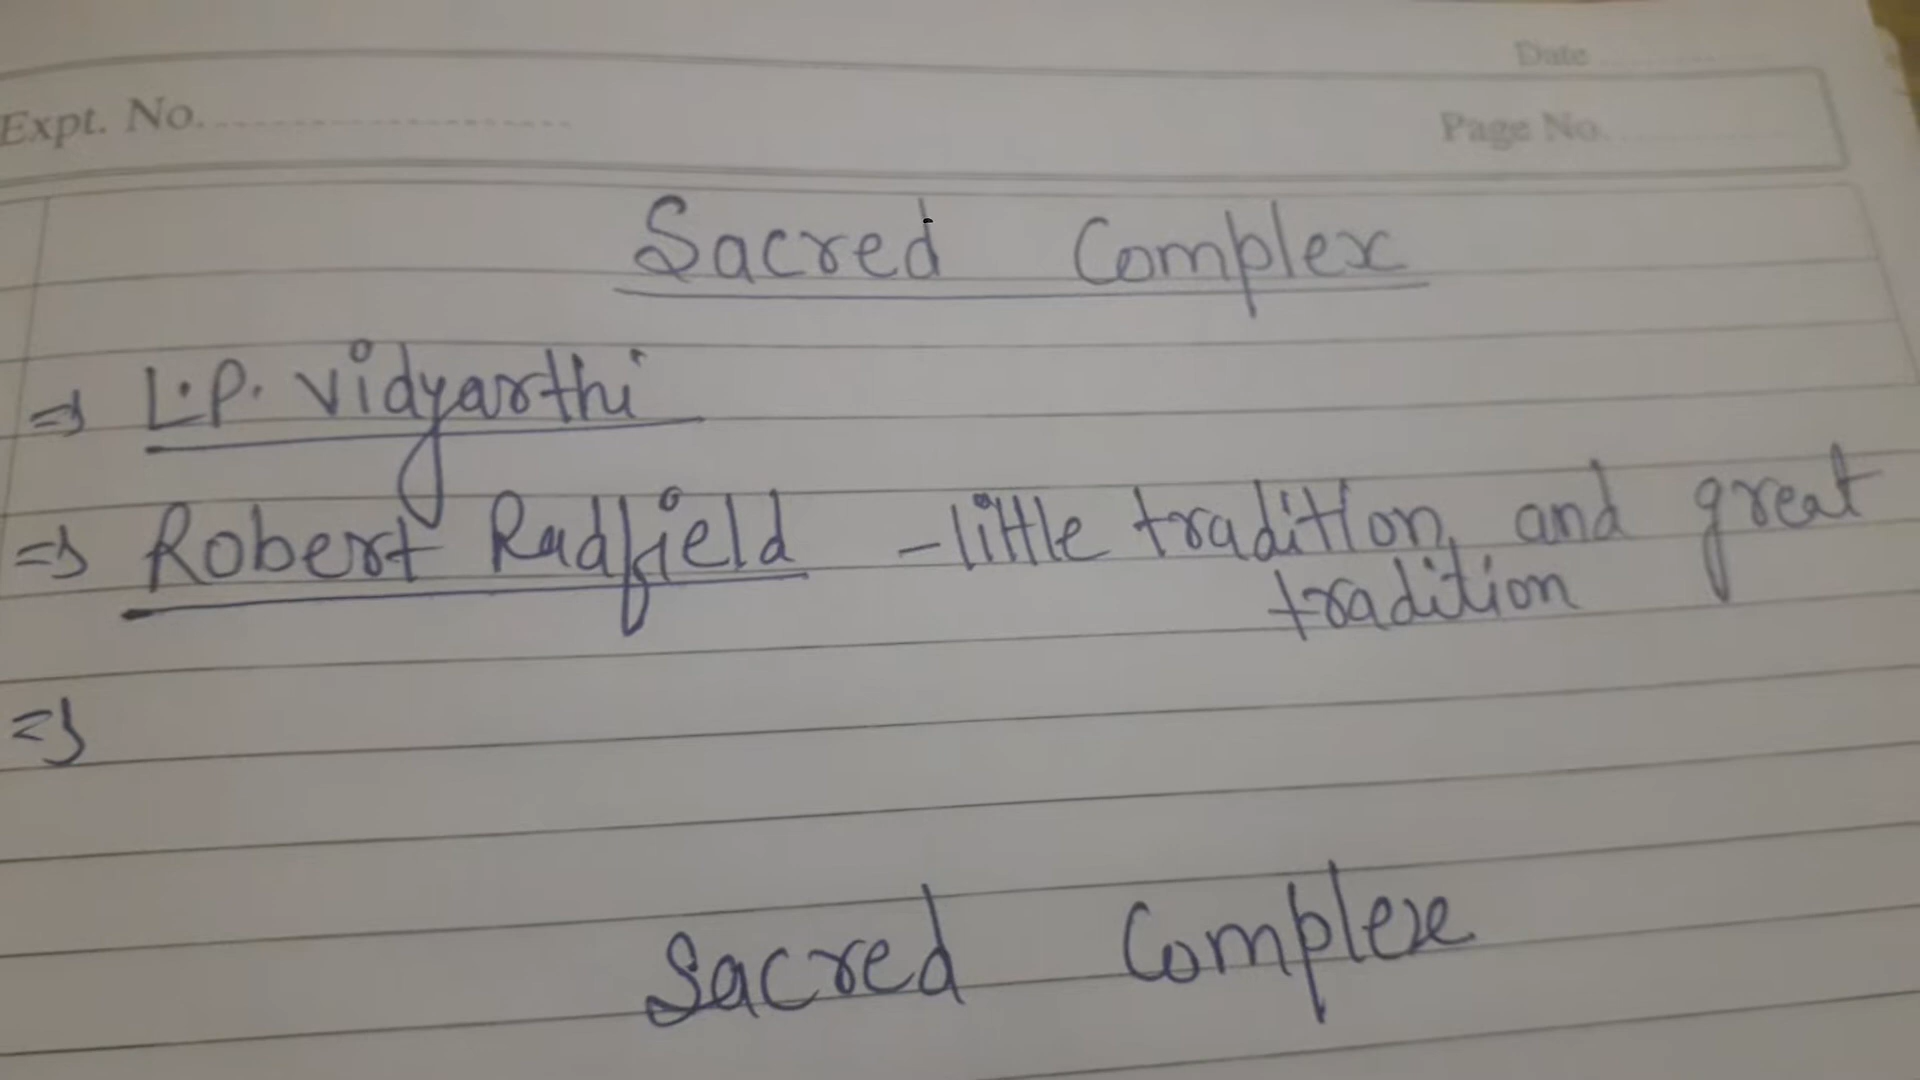 Date
Expt. No.
Page No.
Sacred Complex
⇒ L.P. Vidyarthi
⇒ Robert Radfield - little tradition and great
tradition
⇒
Sacred Complex